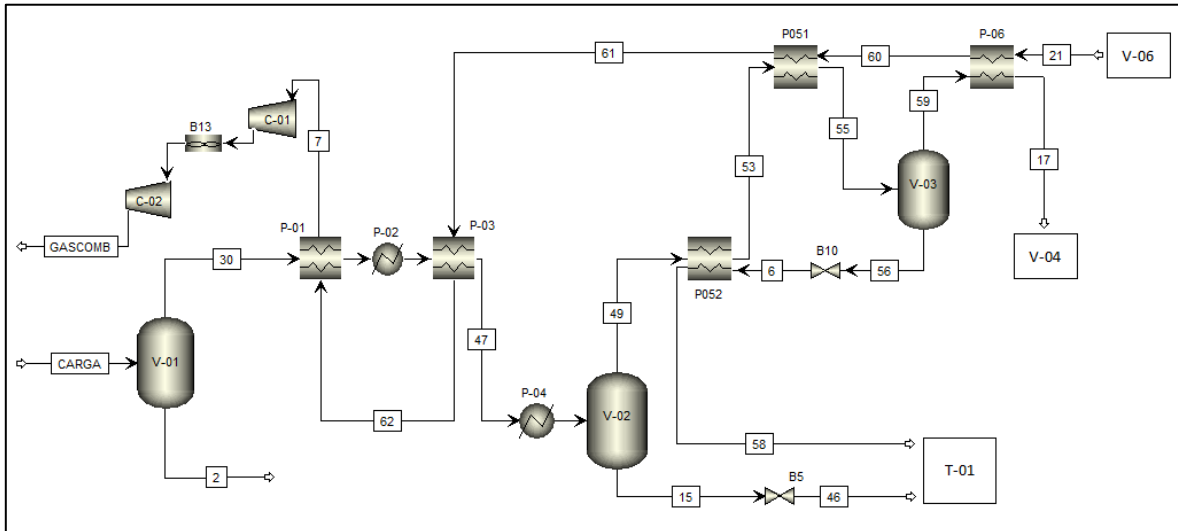 P051
P-06
61
60
21
V-06
C-01
59
B13
7
55
17
53
V-03
C-02
GASCOMB
P-01
P-02
P-03
V-04
30
B10
6
56
P052
49
47
V-01
CARGA
P-04
62
V-02
58
T-01
2
B5
15
46